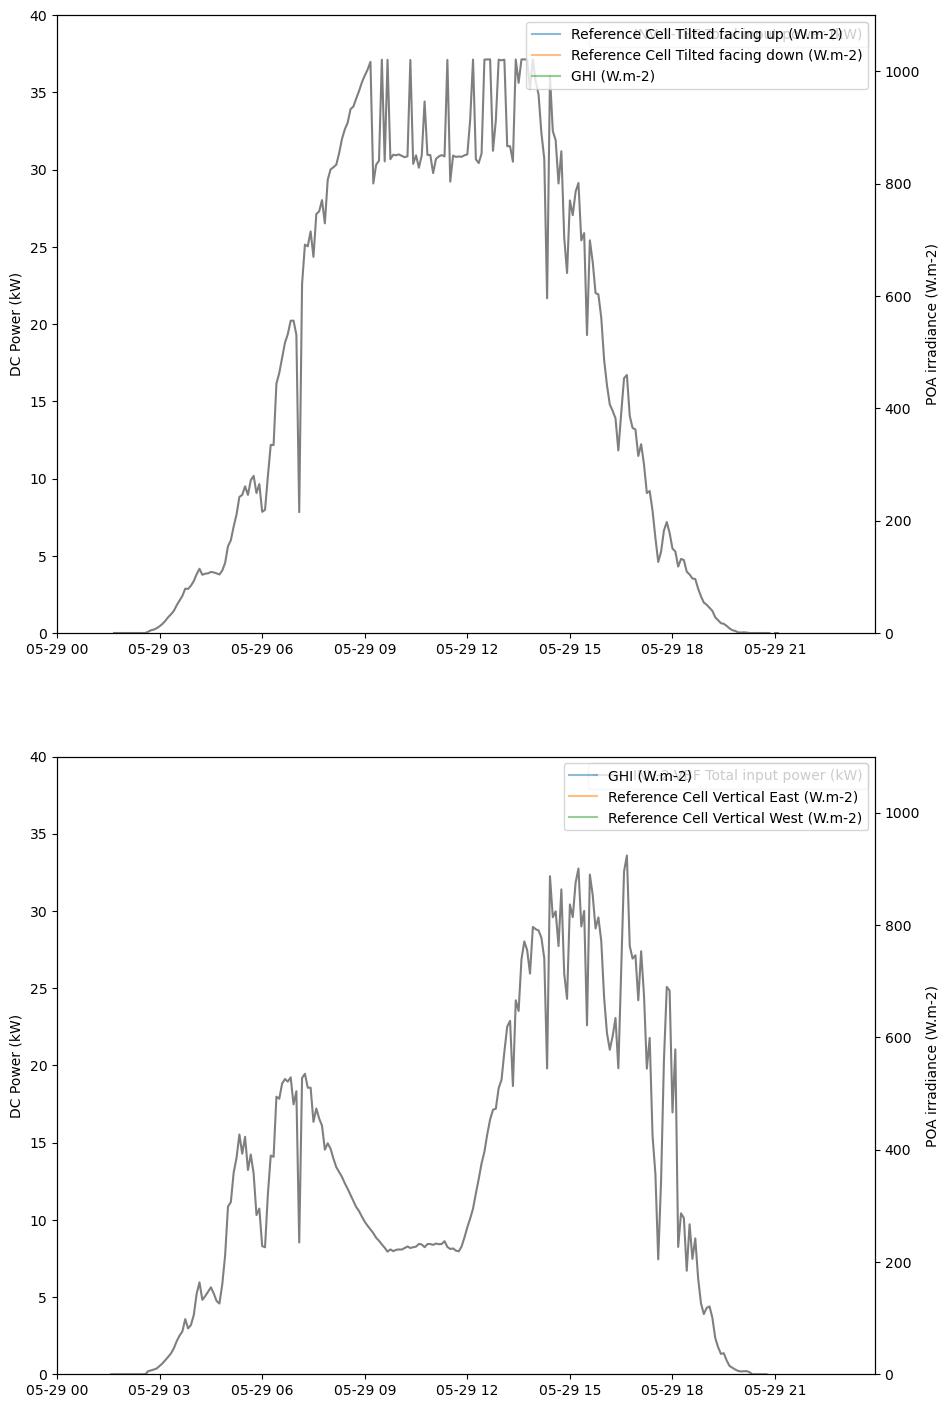 40
Reference Cell Tilted facing up (W.m-2)
Reference Cell Tilted facing down (W.m-2)
GHI (W.m-2)
1000
35
30
800
25
600
20
15
400
10
200
5
0
0
DC Power (kW)
POA irradiance (W.m-2)
05-29 00 05-29 03 05-29 06 05-29 09 05-29 12 05-29 15 05-29 18 05-29 21
40
GHI (W.m-2) Total input power (kW)
Reference Cell Vertical East (W.m-2)
Reference Cell Vertical West (W.m-2)
1000
35
30
800
25
600
20
15
400
10
200
5
0
0
DC Power (kW)
POA irradiance (W.m-2)
05-29 00 05-29 03 05-29 06 05-29 09 05-29 12 05-29 15 05-29 18 05-29 21